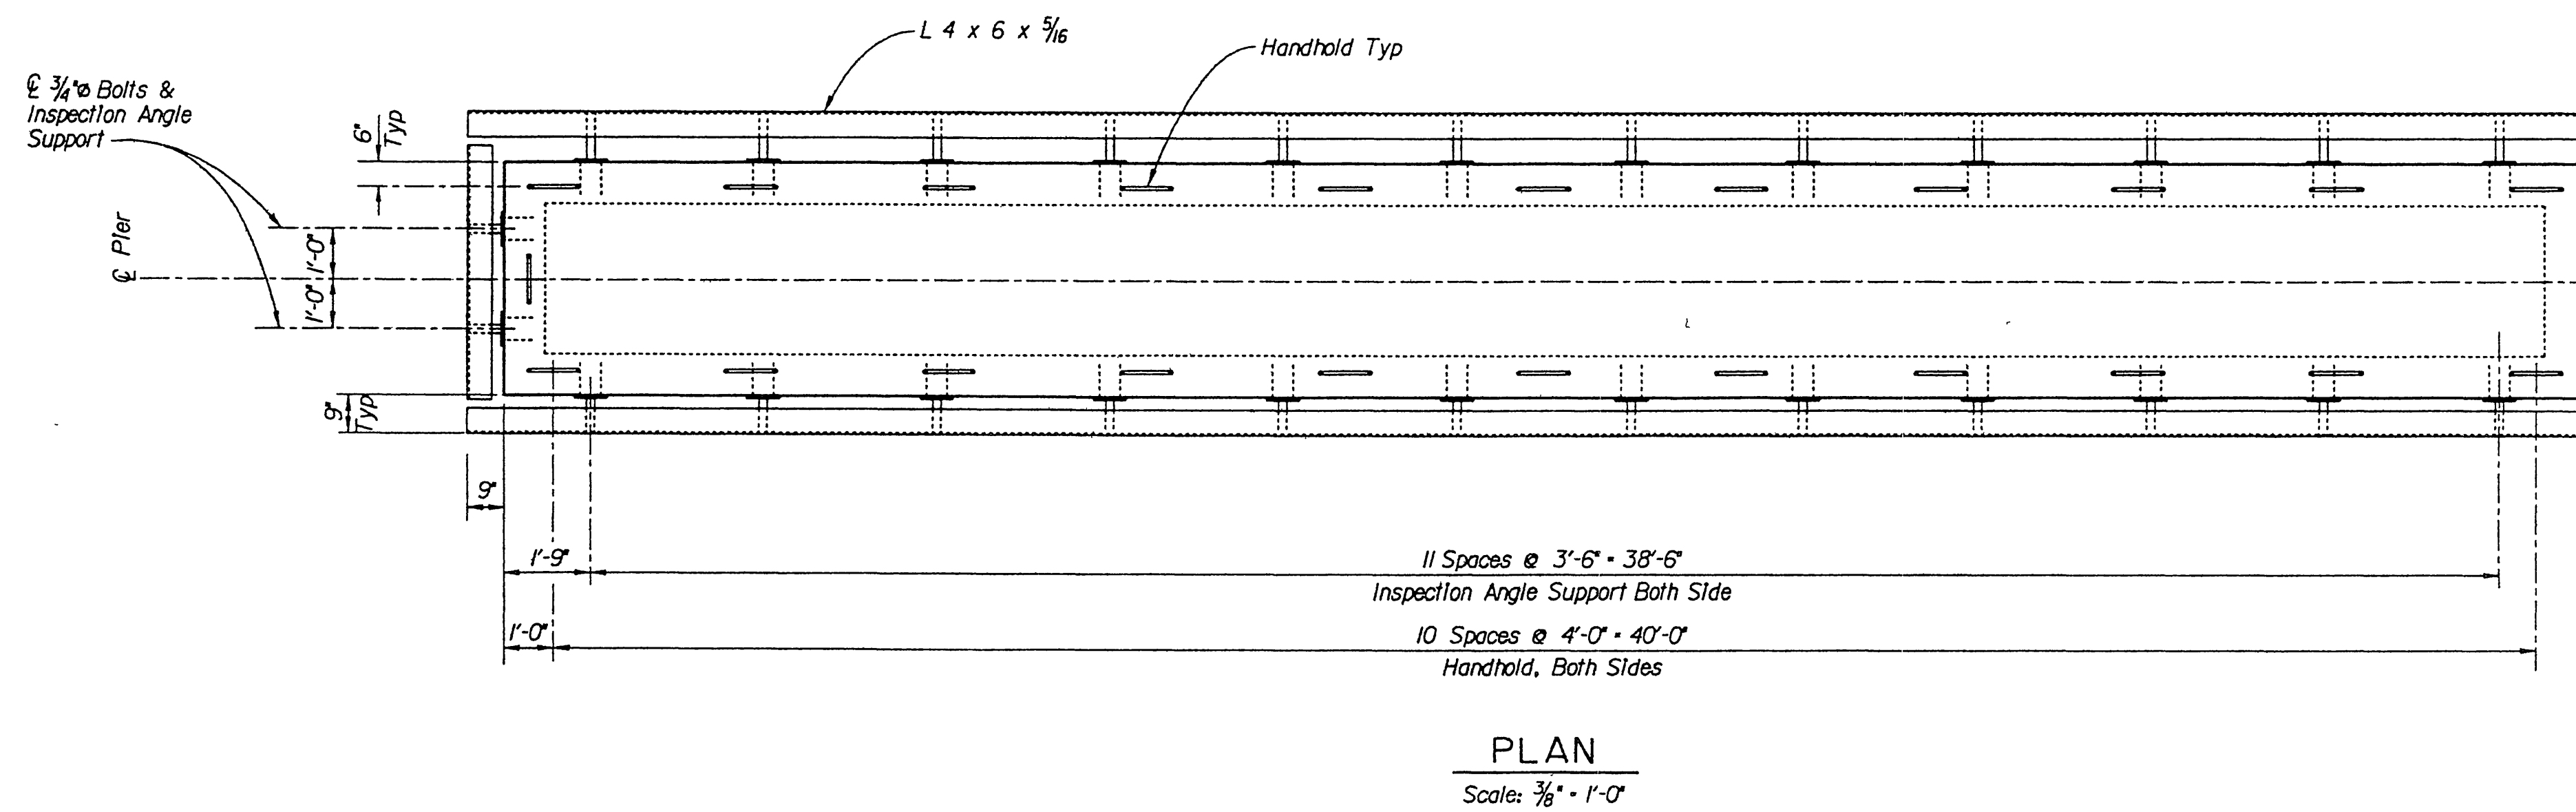 L 4 x 6 x 5/16
Handhold Typ
℄ 3/4"ø Bolts &
Inspection Angle
Support
6"
Typ
℄ Pier
1'-0"
1'-0"
9"
Typ
9"
1'-9"
11 Spaces @ 3'-6" = 38'-6"
Inspection Angle Support Both Side
1'-0"
10 Spaces @ 4'-0" = 40'-0"
Handhold, Both Sides
PLAN
Scale: 3/8" = 1'-0"